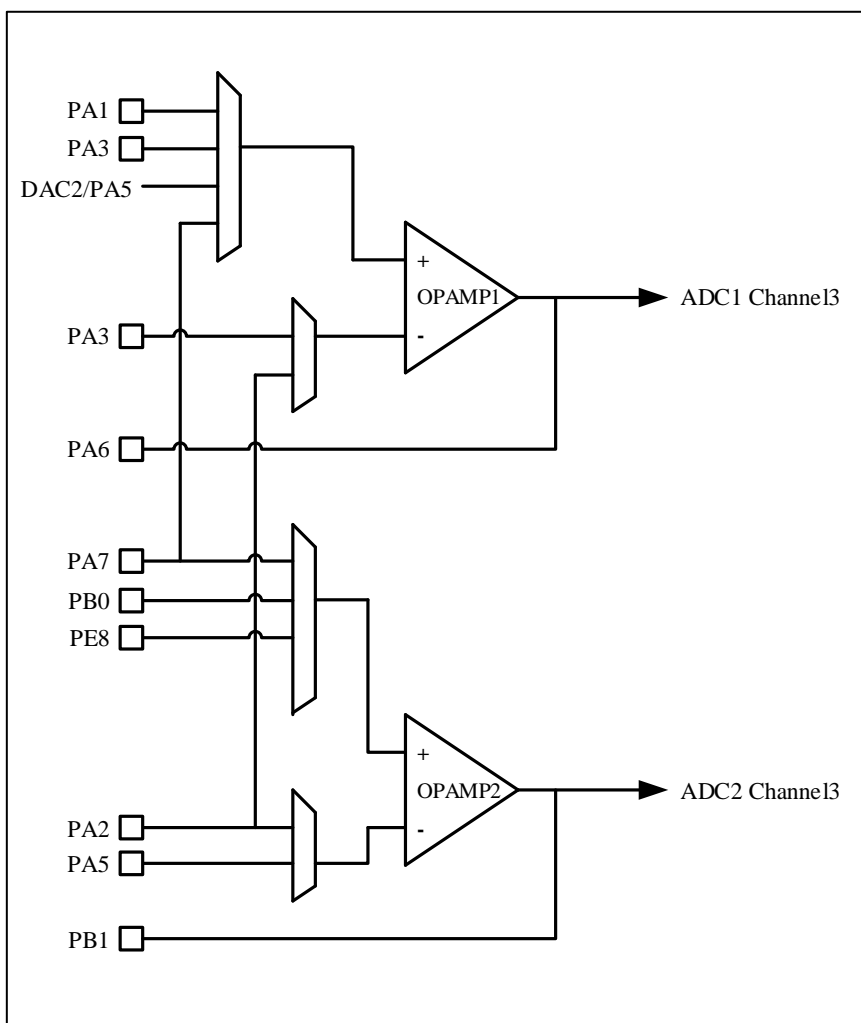 PA1
PA3
DAC2/PA5
+
OPAMP1
ADC1 Channel3
PA3
-
PA6
PA7
PB0
PE8
+
OPAMP2
ADC2 Channel3
PA2
-
PA5
PB1